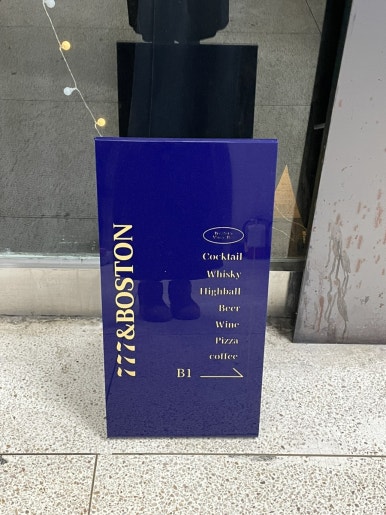 777&BOSTON
Cocktail
Whisky
Highball
Beer
Wine
Pizza
coffee
B1